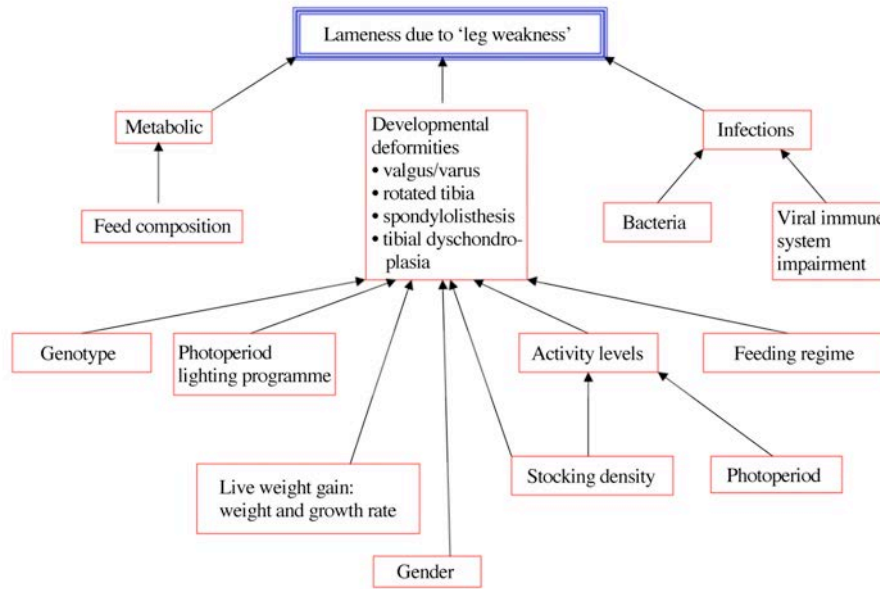 Lameness due to ‘leg weakness’
Metabolic
Developmental
deformities
• valgus/varus
• rotated tibia
• spondylolisthesis
• tibial dyschondro-
plasia
Infections
Feed composition
Bacteria
Viral immune
system
impairment
Genotype
Photoperiod
lighting programme
Activity levels
Feeding regime
Live weight gain:
weight and growth rate
Stocking density
Photoperiod
Gender